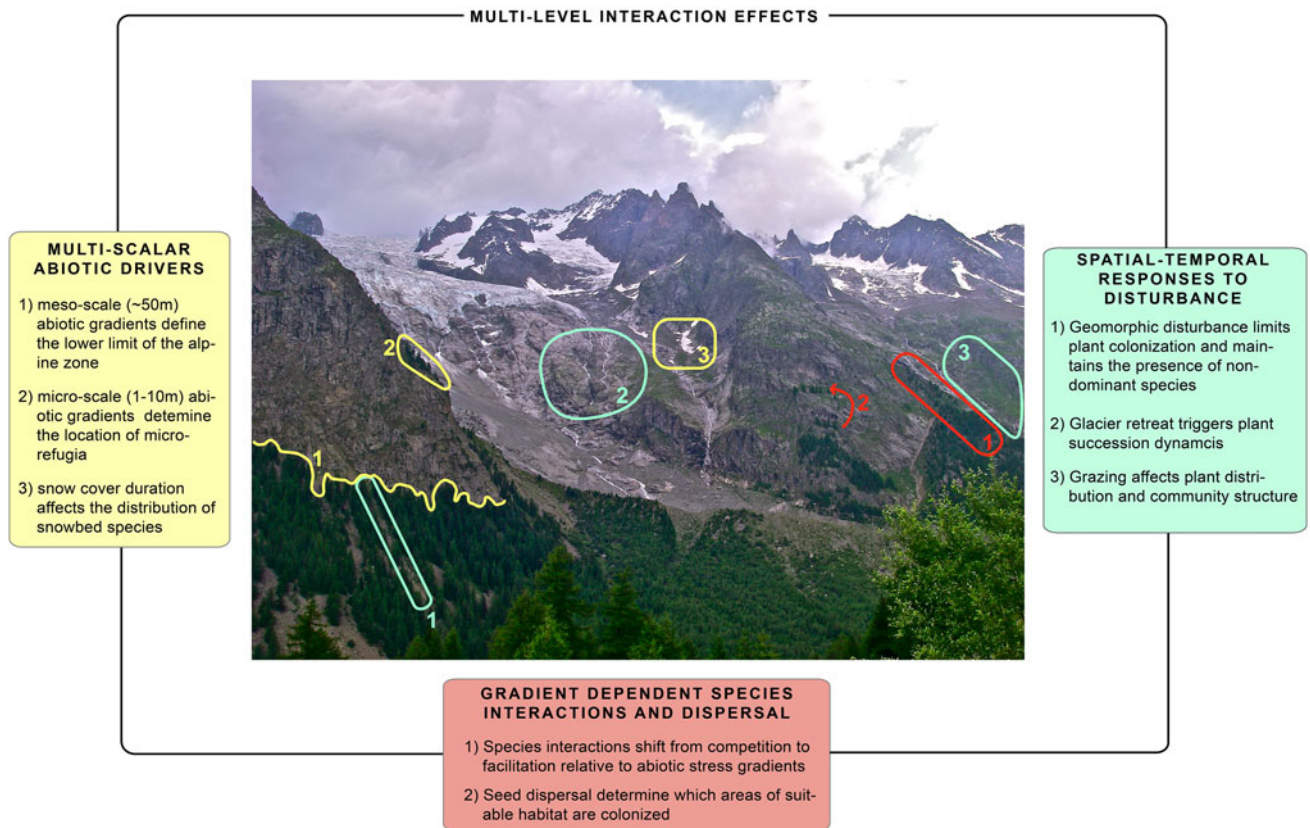 MULTI-LEVEL INTERACTION EFFECTS
MULTI-SCALAR
ABIOTIC DRIVERS
1) meso-scale (~50m)
abiotic gradients define
the lower limit of the alp-
ine zone
2) micro-scale (1-10m) abi-
otic gradients detemine
the location of micro-
refugia
3) snow cover duration
affects the distribution of
snowbed species
2
2
3
3
2
1
1
1
SPATIAL-TEMPORAL
RESPONSES TO
DISTURBANCE
1) Geomorphic disturbance limits
plant colonization and main-
tains the presence of non-
dominant species
2) Glacier retreat triggers plant
succession dynamcis
3) Grazing affects plant distri-
bution and community structure
GRADIENT DEPENDENT SPECIES
INTERACTIONS AND DISPERSAL
1) Species interactions shift from competition to
facilitation relative to abiotic stress gradients
2) Seed dispersal determine which areas of suit-
able habitat are colonized